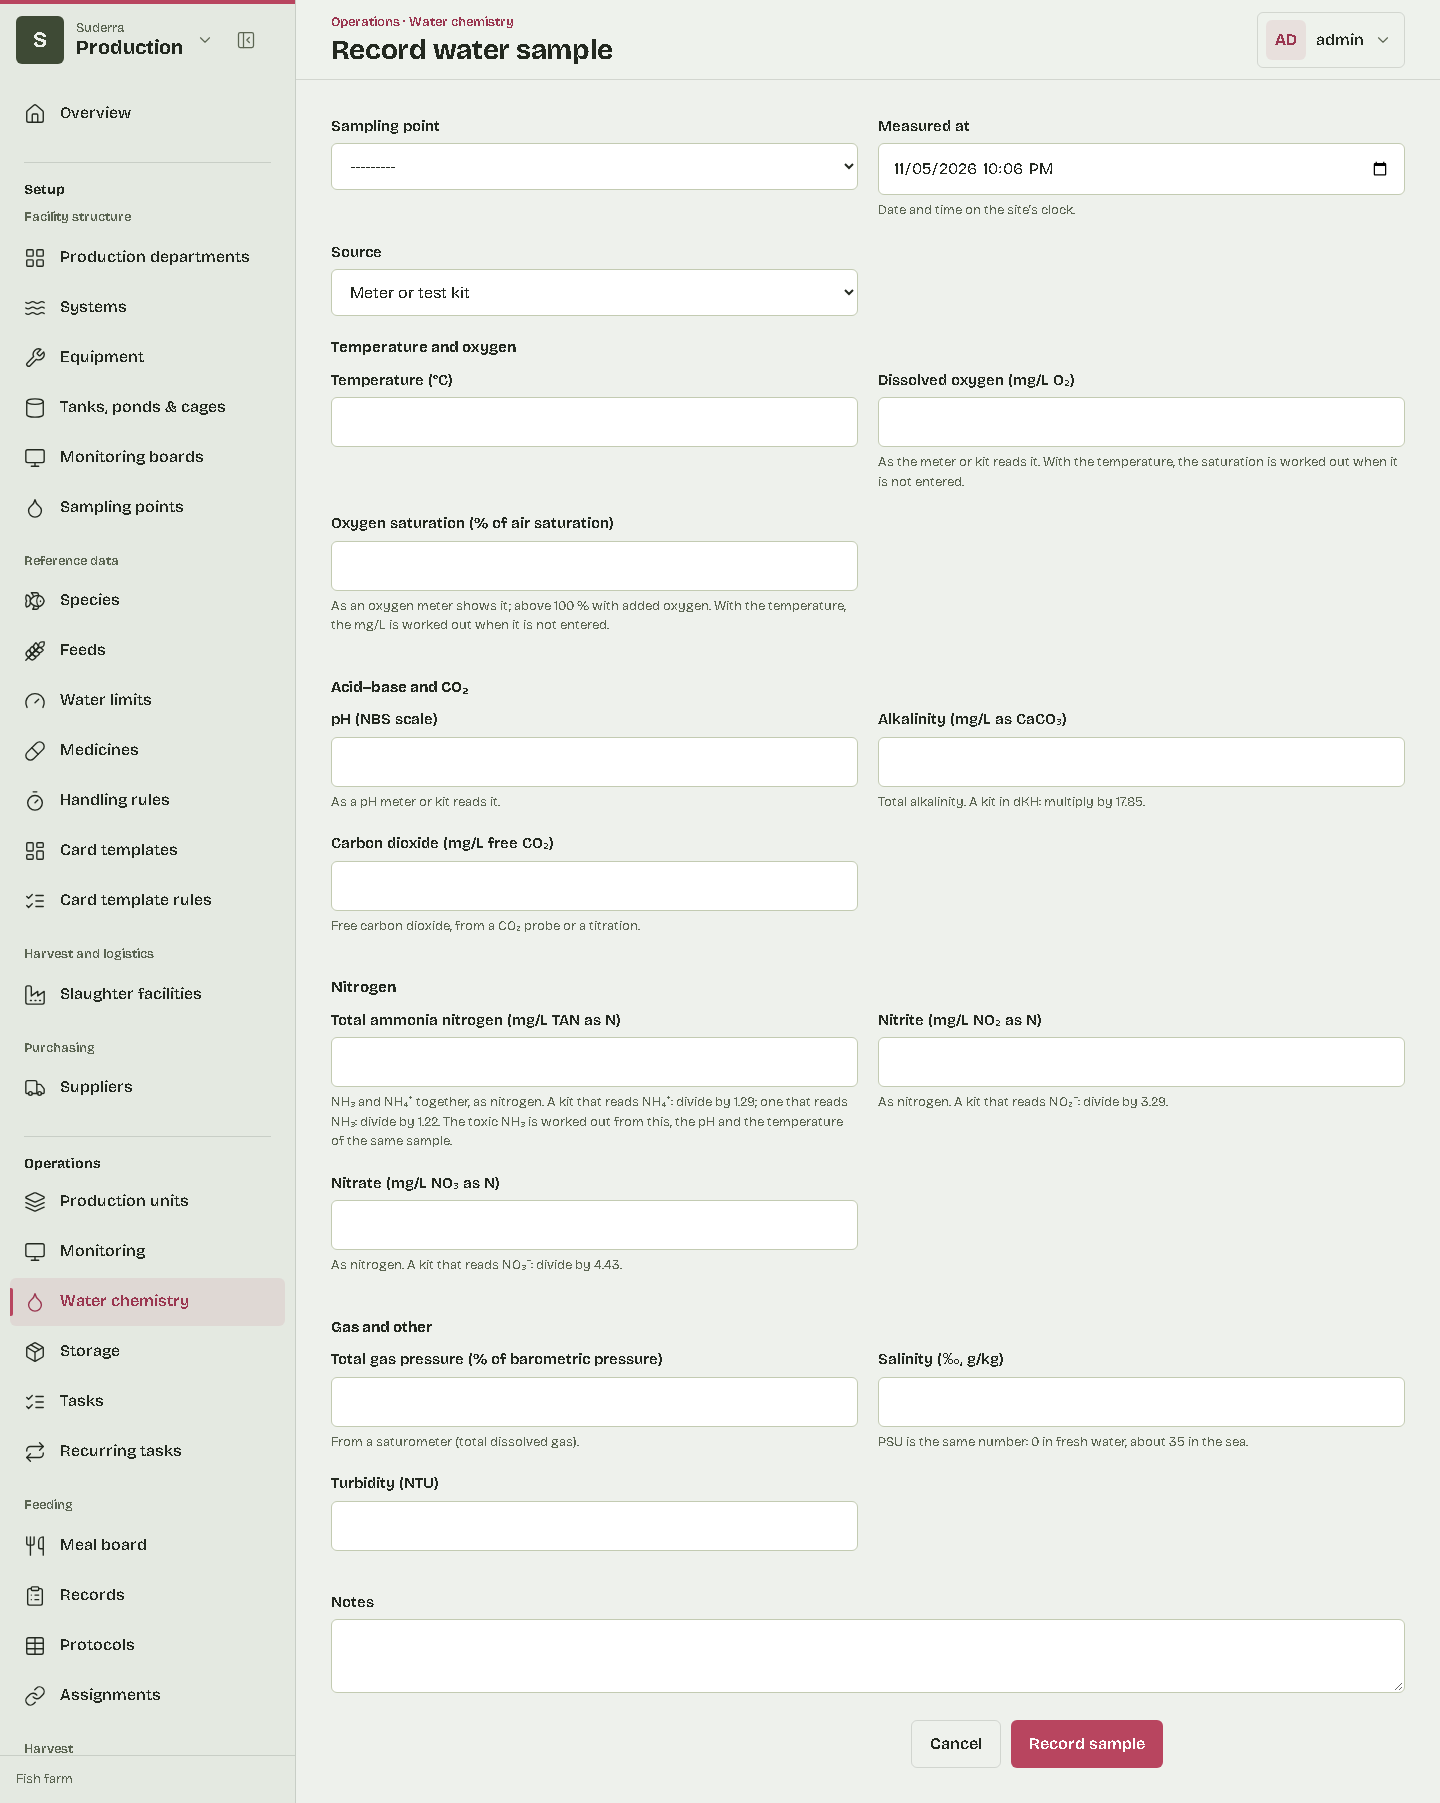 S
Suderra
Production
Overview
Setup
Facility structure
Production departments
Systems
Equipment
Tanks, ponds & cages
Monitoring boards
Sampling points
Reference data
Species
Feeds
Water limits
Medicines
Handling rules
Card templates
Card template rules
Harvest and logistics
Slaughter facilities
Purchasing
Suppliers
Operations
Production units
Monitoring
Water chemistry
Storage
Tasks
Recurring tasks
Feeding
Meal board
Records
Protocols
Assignments
Harvest
Fish farm
Operations · Water chemistry
Record water sample
AD admin
Sampling point
---------
Measured at
11/05/2026 10:06 PM
Date and time on the site's clock.
Source
Meter or test kit
Temperature and oxygen
Temperature (°C)
Dissolved oxygen (mg/L O₂)
As the meter or kit reads it. With the temperature, the saturation is worked out when it
is not entered.
Oxygen saturation (% of air saturation)
As an oxygen meter shows it; above 100 % with added oxygen. With the temperature,
the mg/L is worked out when it is not entered.
Acid–base and CO₂
pH (NBS scale)
As a pH meter or kit reads it.
Alkalinity (mg/L as CaCO₃)
Total alkalinity. A kit in dKH: multiply by 17.85.
Carbon dioxide (mg/L free CO₂)
Free carbon dioxide, from a CO₂ probe or a titration.
Nitrogen
Total ammonia nitrogen (mg/L TAN as N)
NH₃ and NH₄⁺ together, as nitrogen. A kit that reads NH₄⁺: divide by 1.29; one that reads
NH₃: divide by 1.22. The toxic NH₃ is worked out from this, the pH and the temperature
of the same sample.
Nitrite (mg/L NO₂ as N)
As nitrogen. A kit that reads NO₂⁻: divide by 3.29.
Nitrate (mg/L NO₃ as N)
As nitrogen. A kit that reads NO₃⁻: divide by 4.43.
Gas and other
Total gas pressure (% of barometric pressure)
From a saturometer (total dissolved gas).
Salinity (‰, g/kg)
PSU is the same number: 0 in fresh water, about 35 in the sea.
Turbidity (NTU)
Notes
Cancel
Record sample